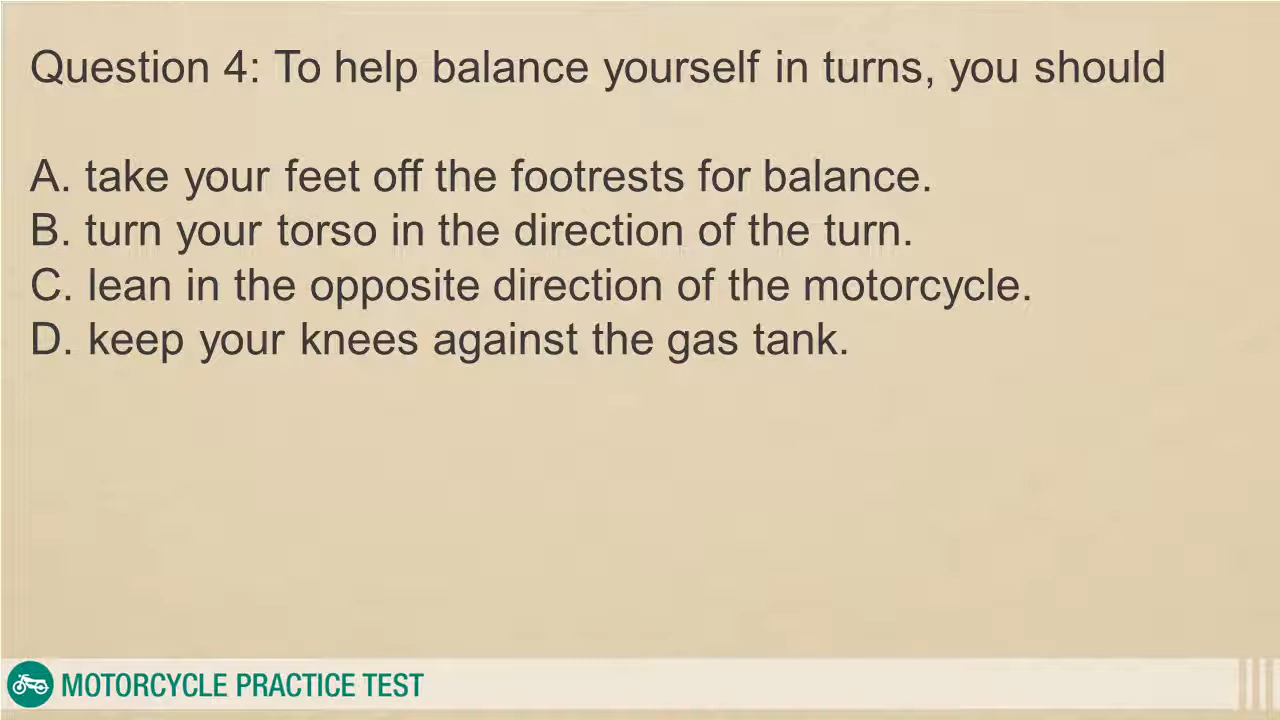 Question 4: To help balance yourself in turns, you should
A. take your feet off the footrests for balance.
B. turn your torso in the direction of the turn.
C. lean in the opposite direction of the motorcycle.
D. keep your knees against the gas tank.
MOTORCYCLE PRACTICE TEST